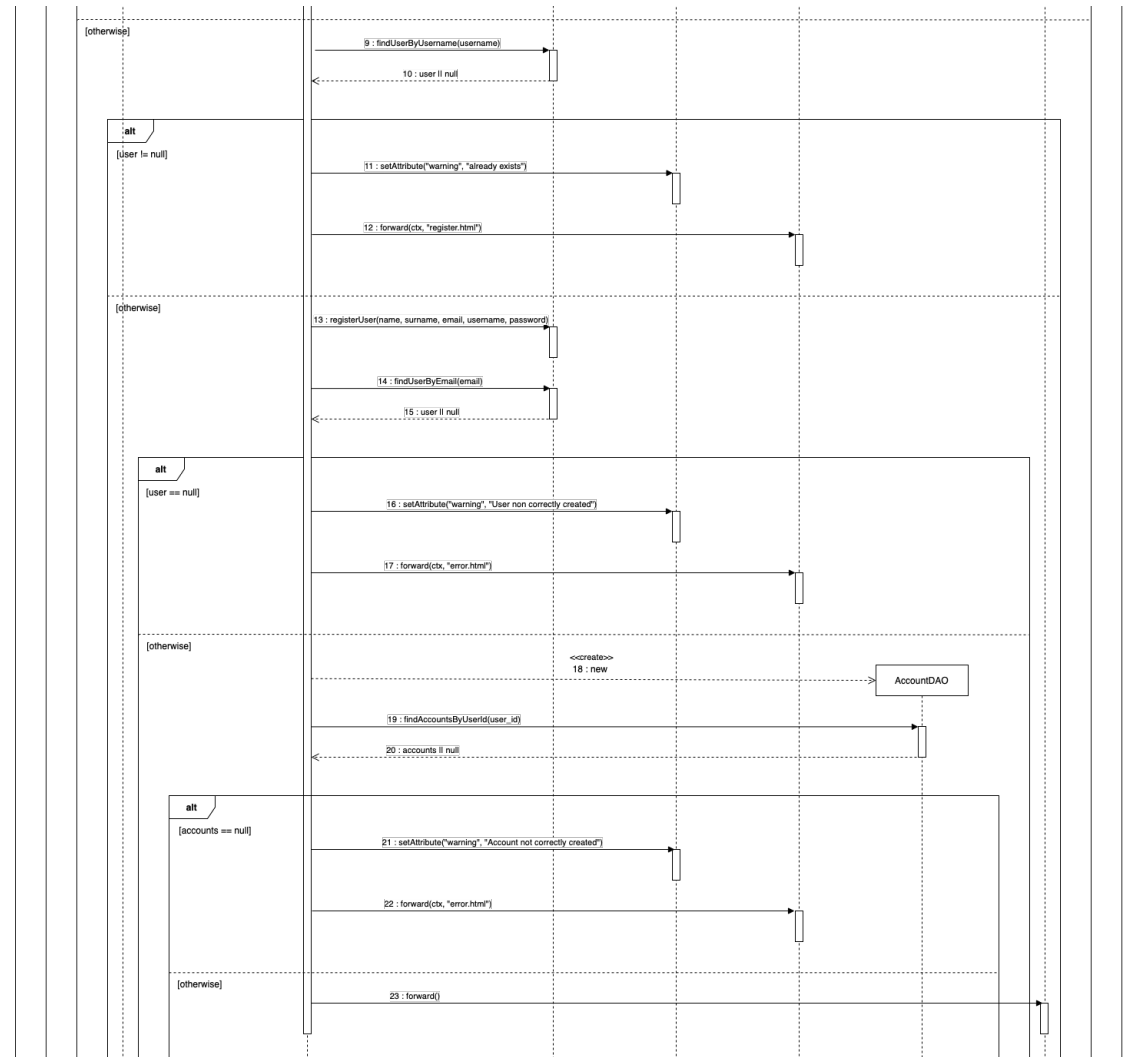 [otherwise]
9 : findUserByUsername(username)
10 : user || null
alt
[user != null]
11 : setAttribute("warning", "already exists")
12 : forward(ctx, "register.html")
[otherwise]
13 : registerUser(name, surname, email, username, password)
14 : findUserByEmail(email)
15 : user || null
alt
[user == null]
16 : setAttribute("warning", "User non correctly created")
17 : forward(ctx, "error.html")
[otherwise]
<<create>>
18 : new
AccountDAO
19 : findAccountsByUserId(user_id)
20 : accounts || null
alt
[accounts == null]
21 : setAttribute("warning", "Account not correctly created")
22 : forward(ctx, "error.html")
[otherwise]
23 : forward()